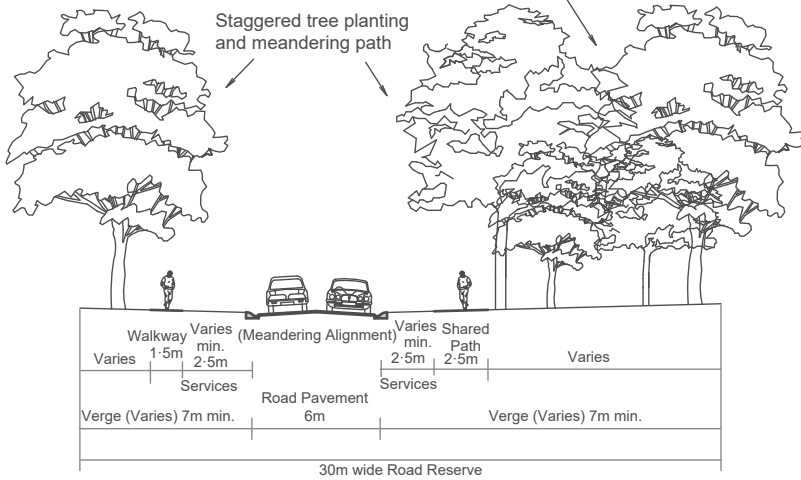 Staggered tree planting
and meandering path
Walkway
1·5m
Varies
min.
2·5m
(Meandering Alignment)
Varies
min.
2·5m
Shared
Path
2·5m
Varies
Varies
Services
Services
Road Pavement
6m
Verge (Varies) 7m min.
Verge (Varies) 7m min.
30m wide Road Reserve